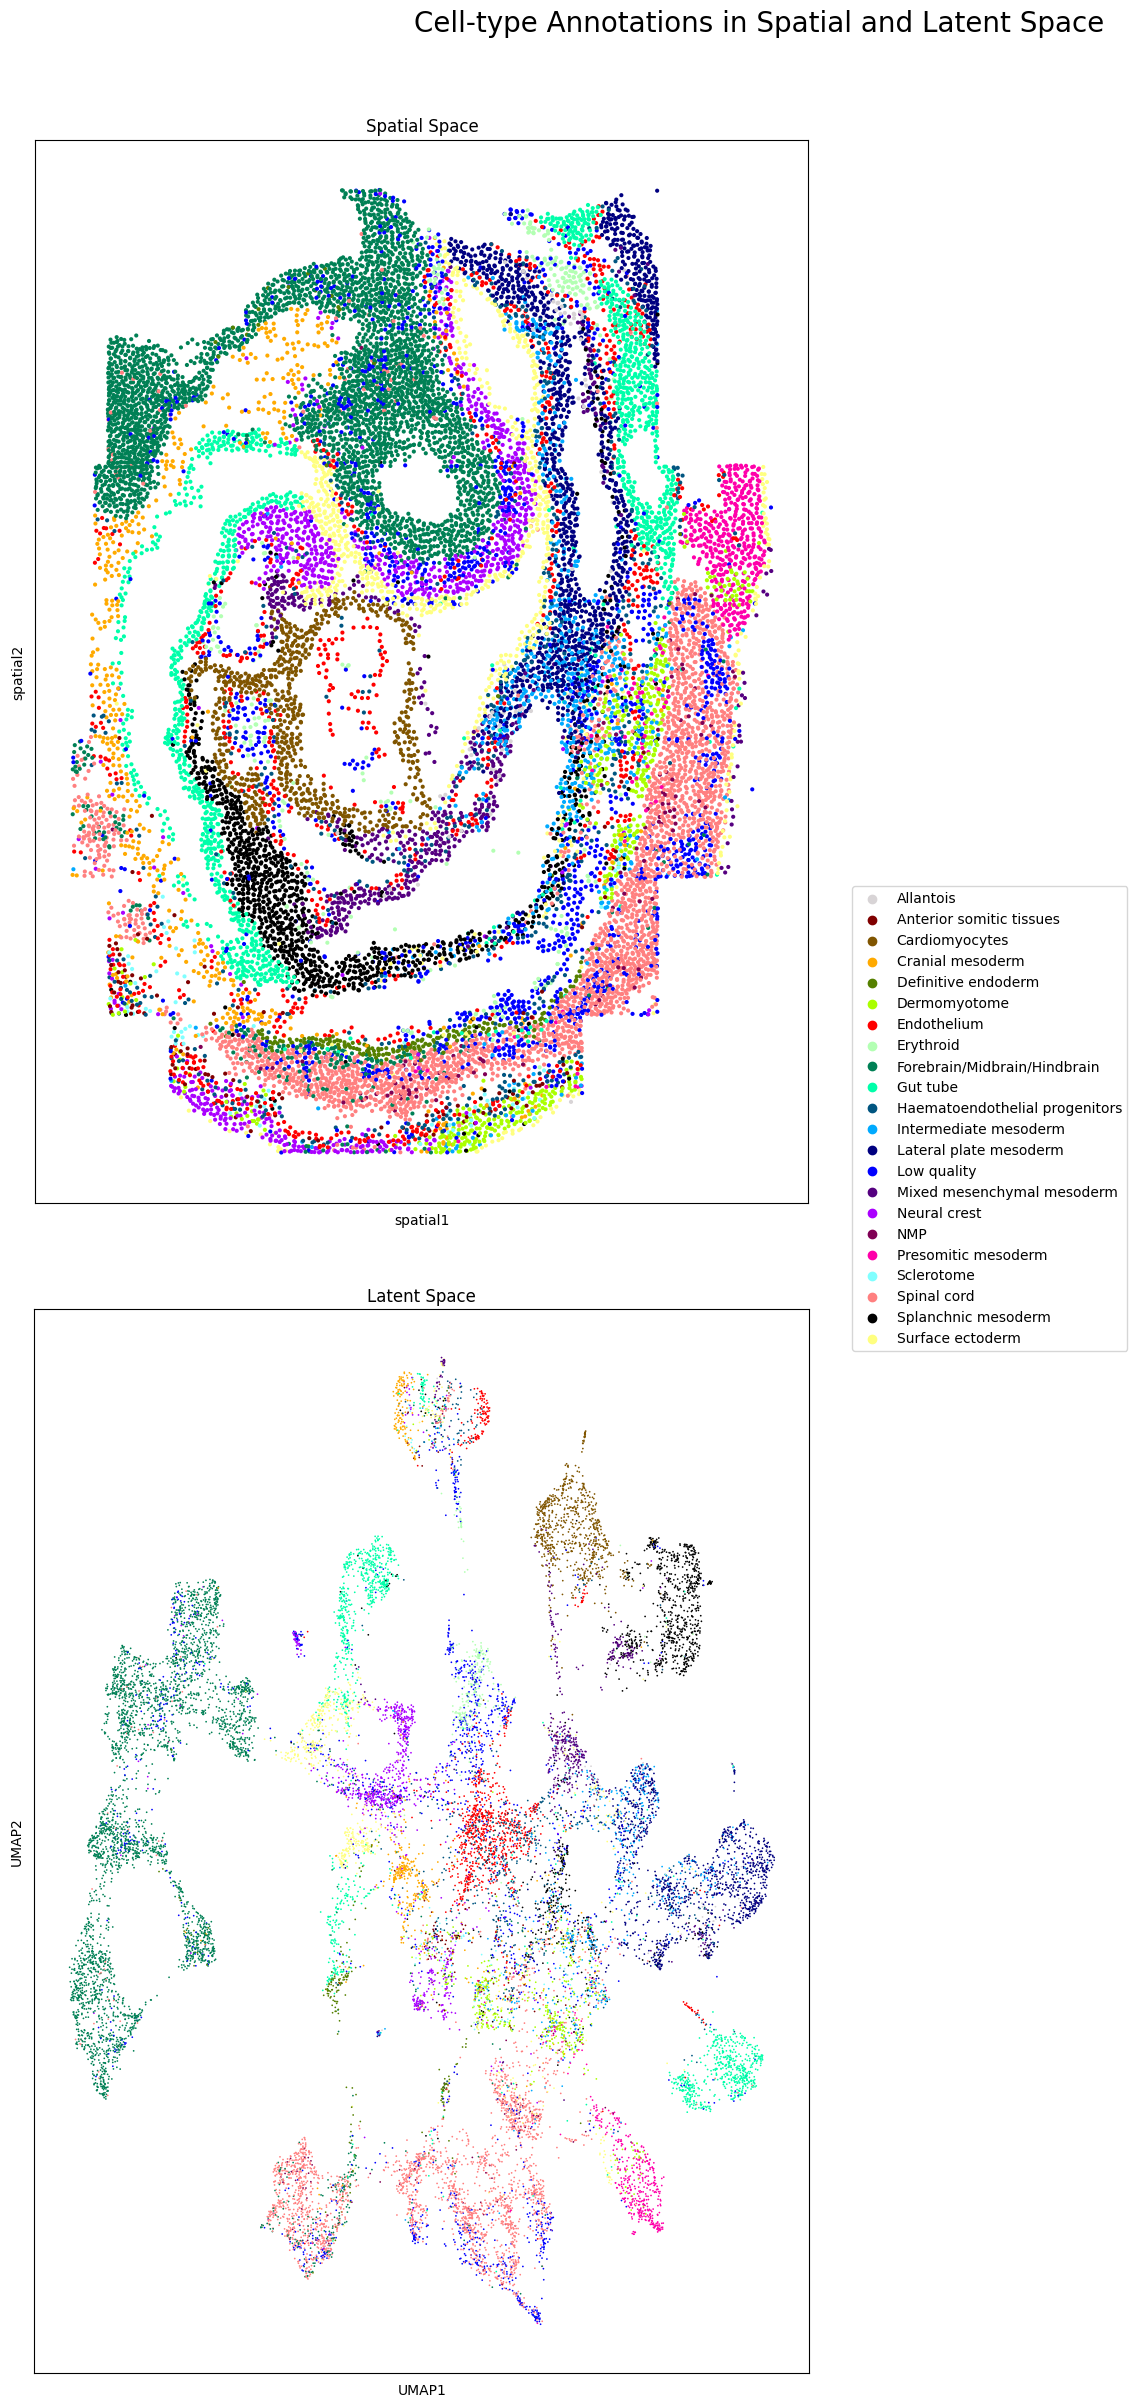 Cell-type Annotations in Spatial and Latent Space
Spatial Space
spatial2
spatial1
Allantois
Anterior somitic tissues
Cardiomyocytes
Cranial mesoderm
Definitive endoderm
Dermomyotome
Endothelium
Erythroid
Forebrain/Midbrain/Hindbrain
Gut tube
Haematoendothelial progenitors
Intermediate mesoderm
Lateral plate mesoderm
Low quality
Mixed mesenchymal mesoderm
Neural crest
NMP
Presomitic mesoderm
Sclerotome
Spinal cord
Splanchnic mesoderm
Surface ectoderm
Latent Space
UMAP2
UMAP1